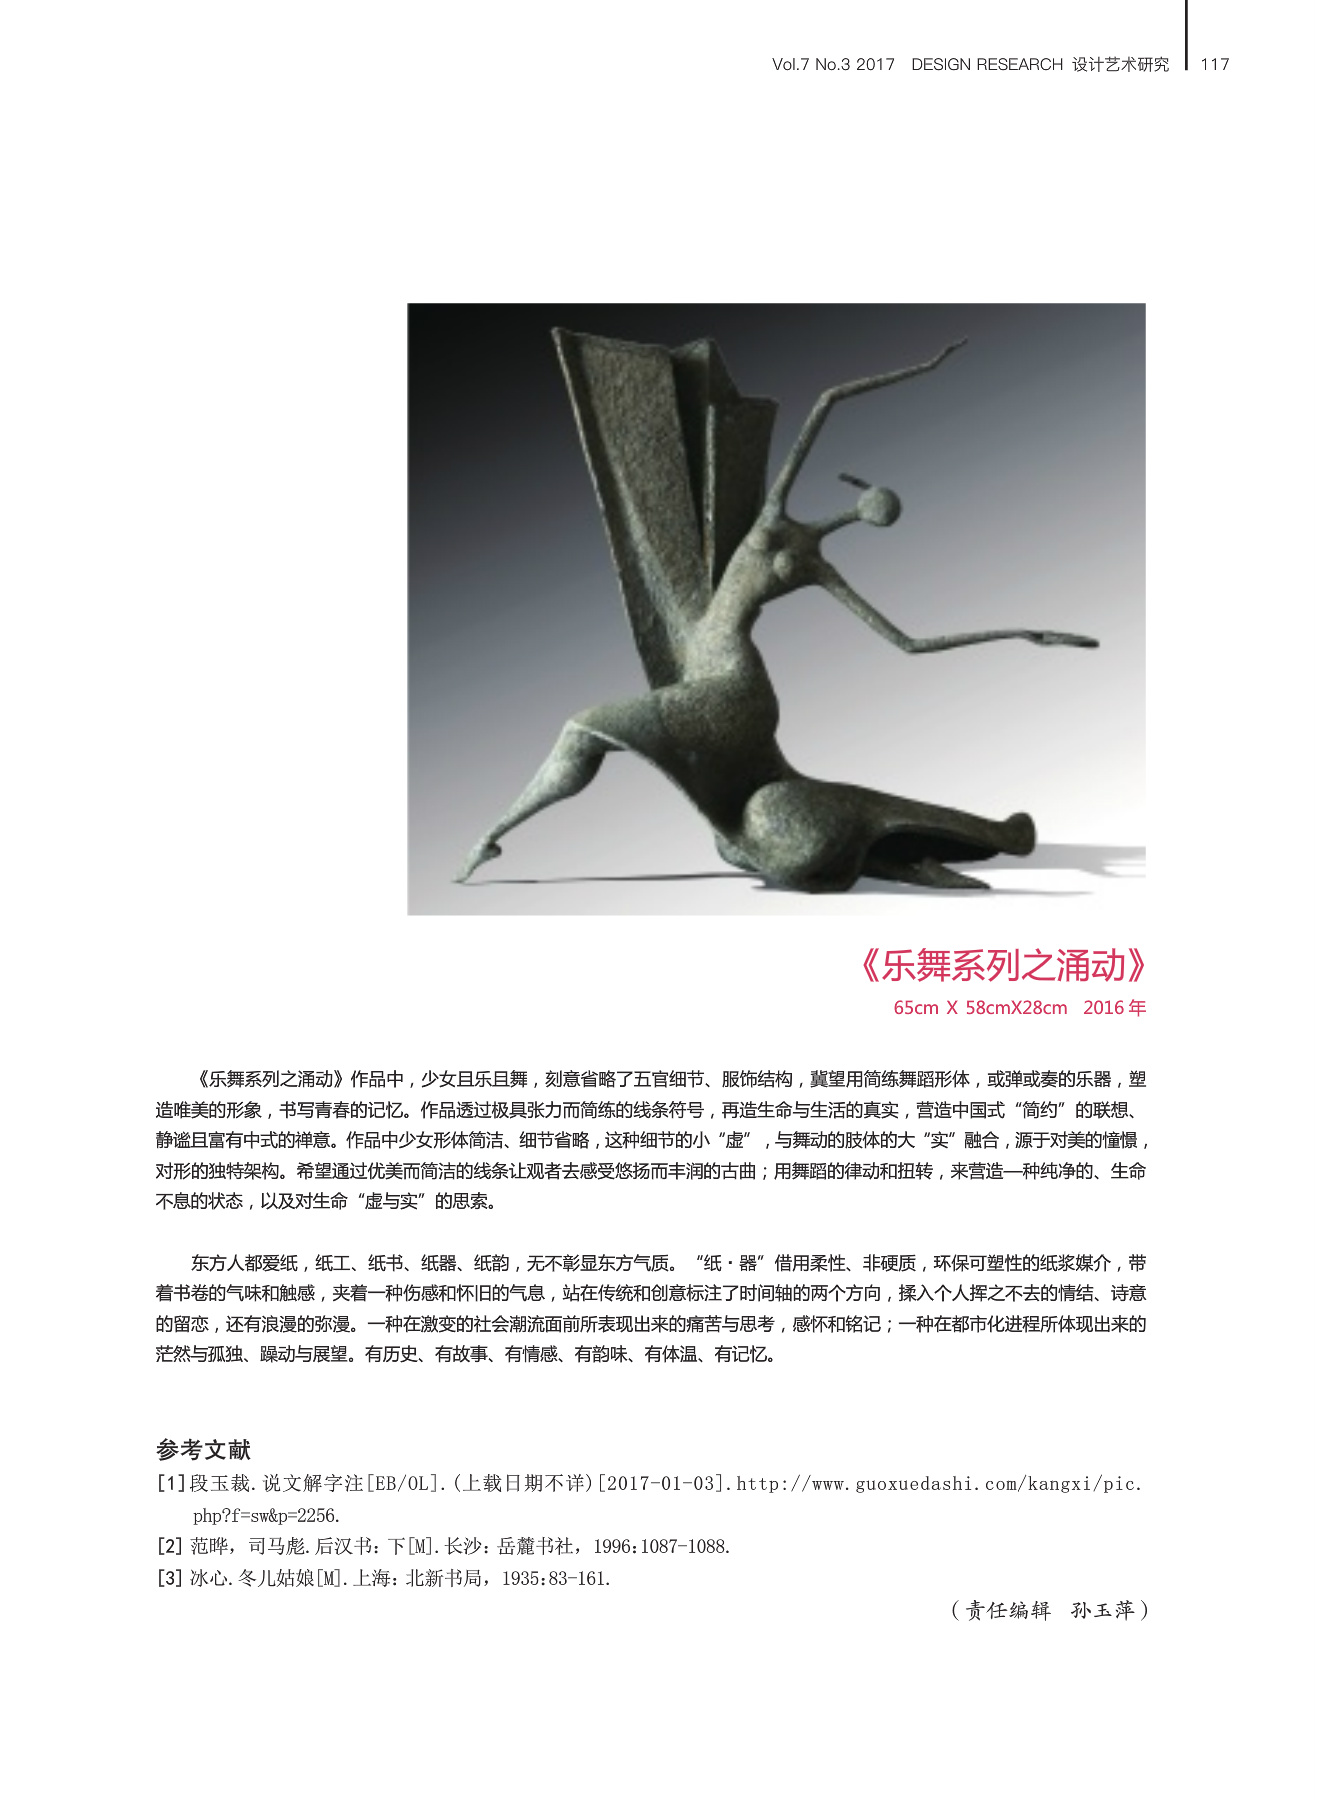 Vol.7 No.3 2017 DESIGN RESEARCH 设计艺术研究 117
《乐舞系列之涌动》
65cm X 58cmX28cm 2016 年
《乐舞系列之涌动》作品中，少女且乐且舞，刻意省略了五官细节、服饰结构，冀望用简练舞蹈形体，或弹或奏的乐器，塑
造唯美的形象，书写青春的记忆。作品透过极具张力而简练的线条符号，再造生命与生活的真实，营造中国式“简约”的联想、
静谧且富有中式的禅意。作品中少女形体简洁、细节省略，这种细节的小“虚”，与舞动的肢体的大“实”融合，源于对美的憧憬，
对形的独特架构。希望通过优美而简洁的线条让观者去感受悠扬而丰润的古曲；用舞蹈的律动和扭转，来营造一种纯净的、生命
不息的状态，以及对生命“虚与实”的思索。
东方人都爱纸，纸工、纸书、纸器、纸韵，无不彰显东方气质。“纸·器”借用柔性、非硬质，环保可塑性的纸浆媒介，带
着书卷的气味和触感，夹着一种伤感和怀旧的气息，站在传统和创意标注了时间轴的两个方向，揉入个人挥之不去的情结、诗意
的留恋，还有浪漫的弥漫。一种在激变的社会潮流面前所表现出来的痛苦与思考，感怀和铭记；一种在都市化进程所体现出来的
茫然与孤独、躁动与展望。有历史、有故事、有情感、有韵味、有体温、有记忆。
参考文献
[1]段玉裁.说文解字注[EB/OL].(上载日期不详)[2017-01-03].http://www.guoxuedashi.com/kangxi/pic.
php?f=sw&p=2256.
[2] 范晔，司马彪.后汉书：下[M].长沙：岳麓书社，1996:1087-1088.
[3] 冰心.冬儿姑娘[M].上海：北新书局，1935:83-161.
（责任编辑 孙玉萍）